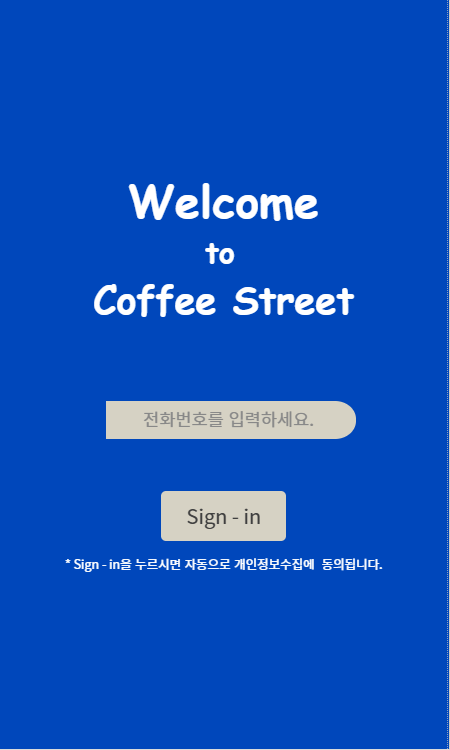 Welcome
to
Coffee Street
전화번호를 입력하세요.
Sign - in
* Sign - in을 누르시면 자동으로 개인정보수집에 동의됩니다.